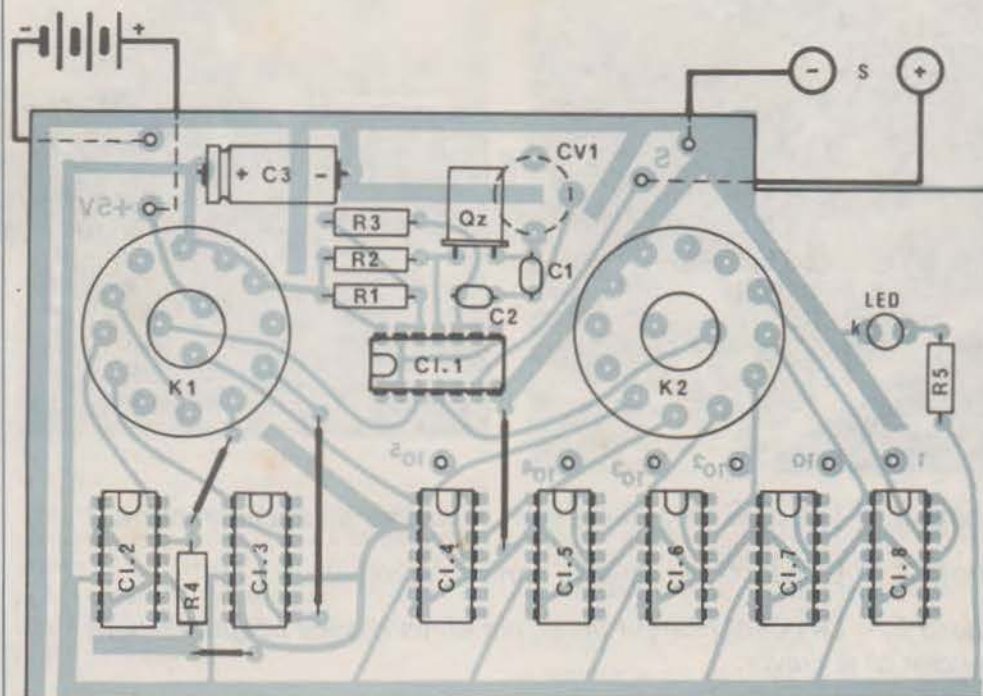 - +
- S +
+ C3 -
CV1
S
+5V
Qz
R3
R2
R1
C1
C2
CI.1
K1
K2
LED
k
R5
10⁵
10⁴
10³
10²
10
1
CI.2
R4
CI.3
CI.4
CI.5
CI.6
CI.7
CI.8